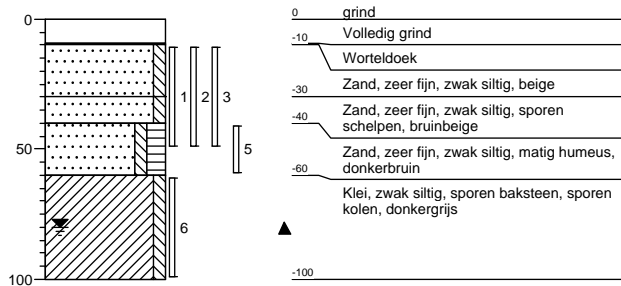 0
50
100
1
2
3
5
6
0
grind
-10
Volledig grind
Worteldoek
-30
Zand, zeer fijn, zwak siltig, beige
-40
Zand, zeer fijn, zwak siltig, sporen
schelpen, bruinbeige
-60
Zand, zeer fijn, zwak siltig, matig humeus,
donkerbruin
Klei, zwak siltig, sporen baksteen, sporen
kolen, donkergrijs
-100